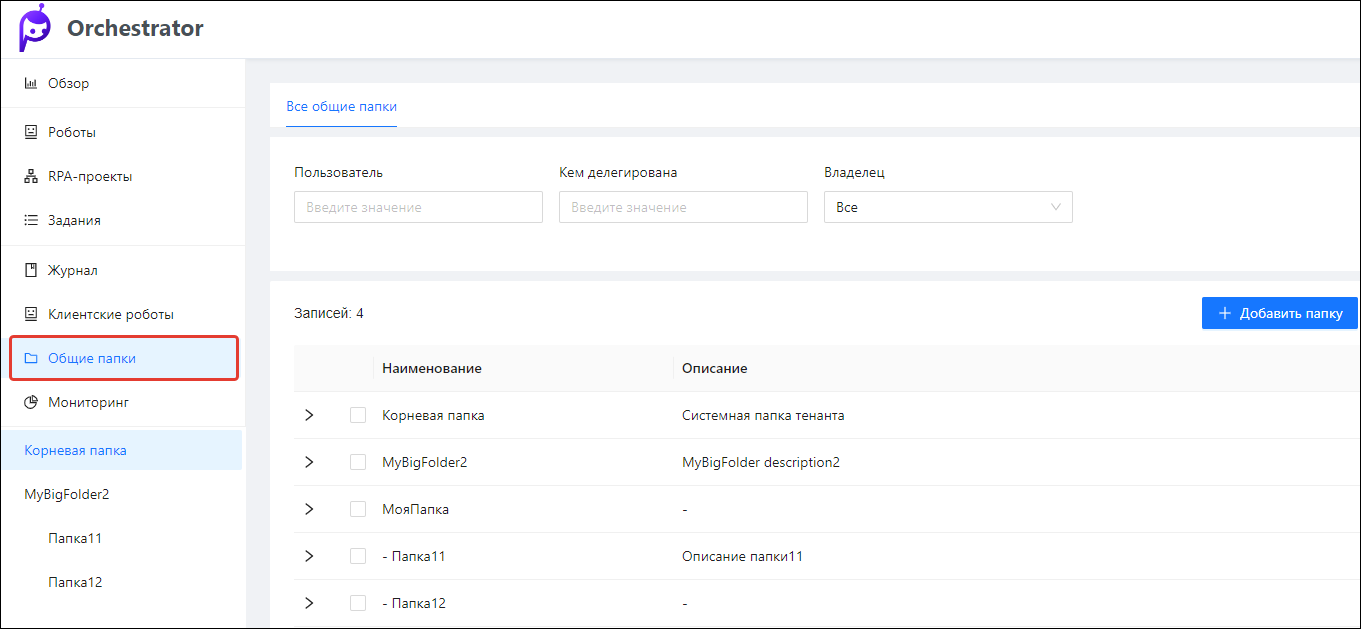 Orchestrator
Обзор
Роботы
RPA-проекты
Задания
Журнал
Клиентские роботы
Общие папки
Мониторинг
Корневая папка
MyBigFolder2
Папка11
Папка12
Все общие папки
Пользователь Кем делегирована Владелец
Введите значение Введите значение Все
Записей: 4 + Добавить папку
Наименование Описание
Корневая папка Системная папка тенанта
MyBigFolder2 MyBigFolder description2
МояПапка -
- Папка11 Описание папки11
- Папка12 -